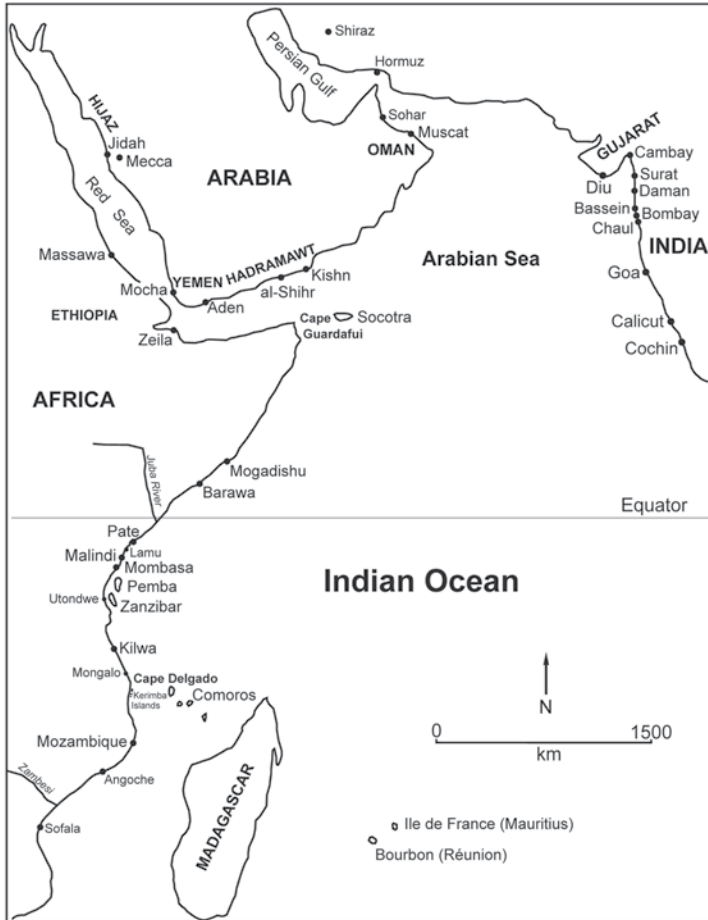 Shiraz
Persian Gulf
Hormuz
HIJAZ
Sohar
Muscat
GUJARAT
Jidah
Mecca
OMAN
Cambay
ARABIA
Diu
Surat
Daman
Red Sea
Bassein
Bombay
Chaul
INDIA
Massawa
YEMEN
HADRAMAWT
Kishn
Arabian Sea
Goa
Mocha
al-Shihr
Aden
ETHIOPIA
Cape
Guardafui
Socotra
Calicut
Zeila
Cochin
AFRICA
Juba River
Mogadishu
Barawa
Equator
Pate
Lamu
Malindi
Mombasa
Indian Ocean
Pemba
Utondwe
Zanzibar
Kilwa
Mongalo
Cape Delgado
Kerimba
Islands
Comoros
N
Mozambique
0
1500
km
Zambesi
Angoche
MADAGASCAR
Sofala
Ile de France (Mauritius)
Bourbon (Réunion)